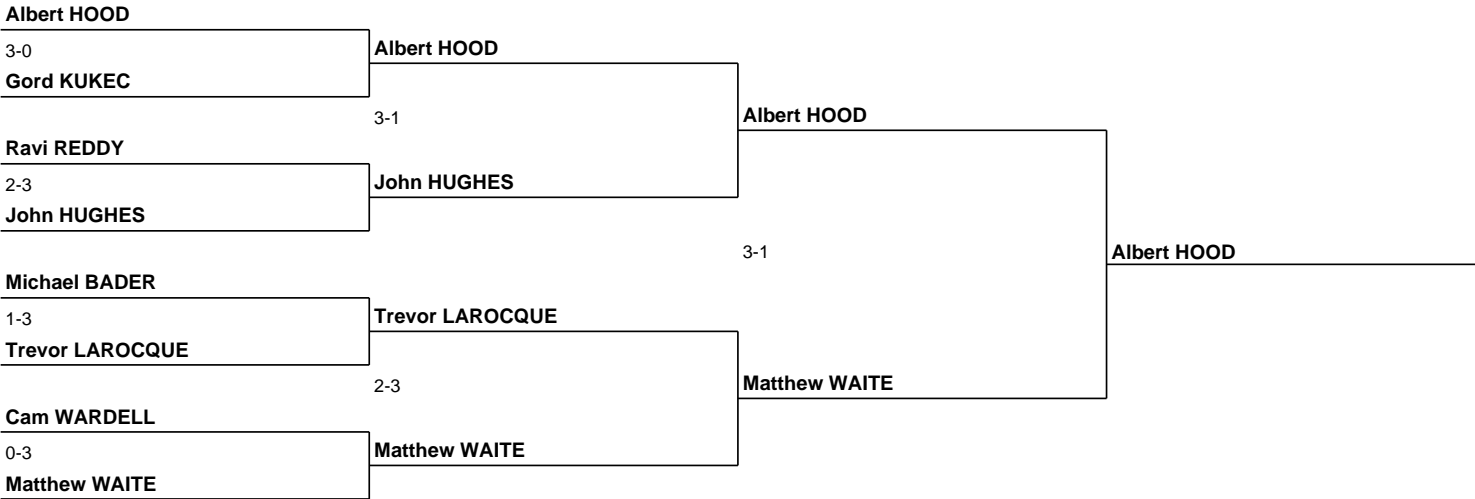 Albert HOOD
3-0
Albert HOOD
Gord KUKEC
3-1
Albert HOOD
Ravi REDDY
2-3
John HUGHES
John HUGHES
3-1
Albert HOOD
Michael BADER
1-3
Trevor LAROCQUE
Trevor LAROCQUE
2-3
Matthew WAITE
Cam WARDELL
0-3
Matthew WAITE
Matthew WAITE